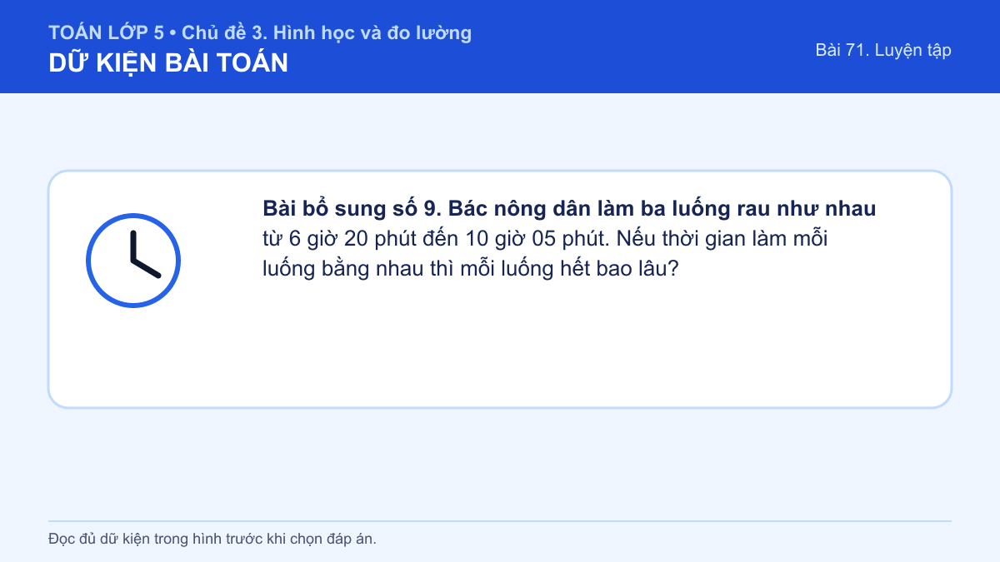 TOÁN LỚP 5 • Chủ đề 3. Hình học và đo lường
DỮ KIỆN BÀI TOÁN
Bài 71. Luyện tập
Bài bổ sung số 9. Bác nông dân làm ba luống rau như nhau
từ 6 giờ 20 phút đến 10 giờ 05 phút. Nếu thời gian làm mỗi
luống bằng nhau thì mỗi luống hết bao lâu?
Đọc đủ dữ kiện trong hình trước khi chọn đáp án.